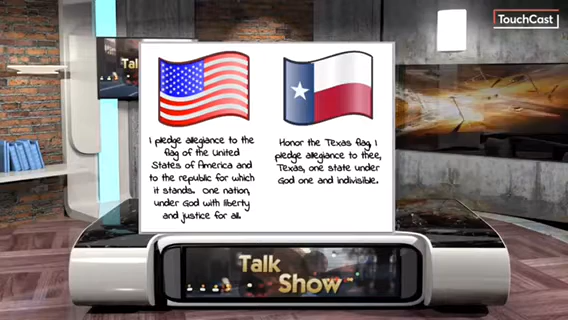 TouchCast
Tal
I pledge allegiance to the
flag of the United
States of America and
to the republic for which
it stands. One nation,
under God with liberty
and justice for all.
Honor the Texas flag. I
pledge allegiance to thee,
Texas, one state under
God one and indivisible.
Talk
Show